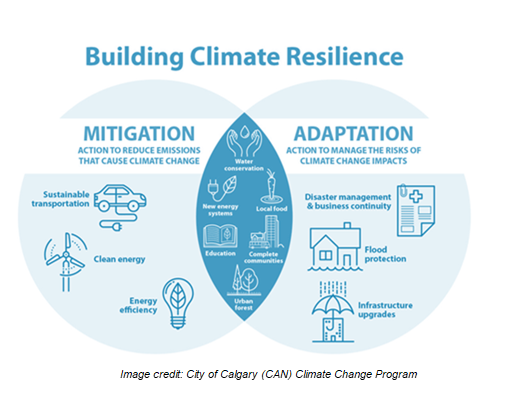 Building Climate Resilience
MITIGATION
ACTION TO REDUCE EMISSIONS
THAT CAUSE CLIMATE CHANGE
Sustainable
transportation
Clean energy
Energy
efficiency
Water
conservation
New energy
systems
Local food
Education
Complete
communities
Urban
forest
ADAPTATION
ACTION TO MANAGE THE RISKS OF
CLIMATE CHANGE IMPACTS
Disaster management
& business continuity
Flood
protection
Infrastructure
upgrades
Image credit: City of Calgary (CAN) Climate Change Program